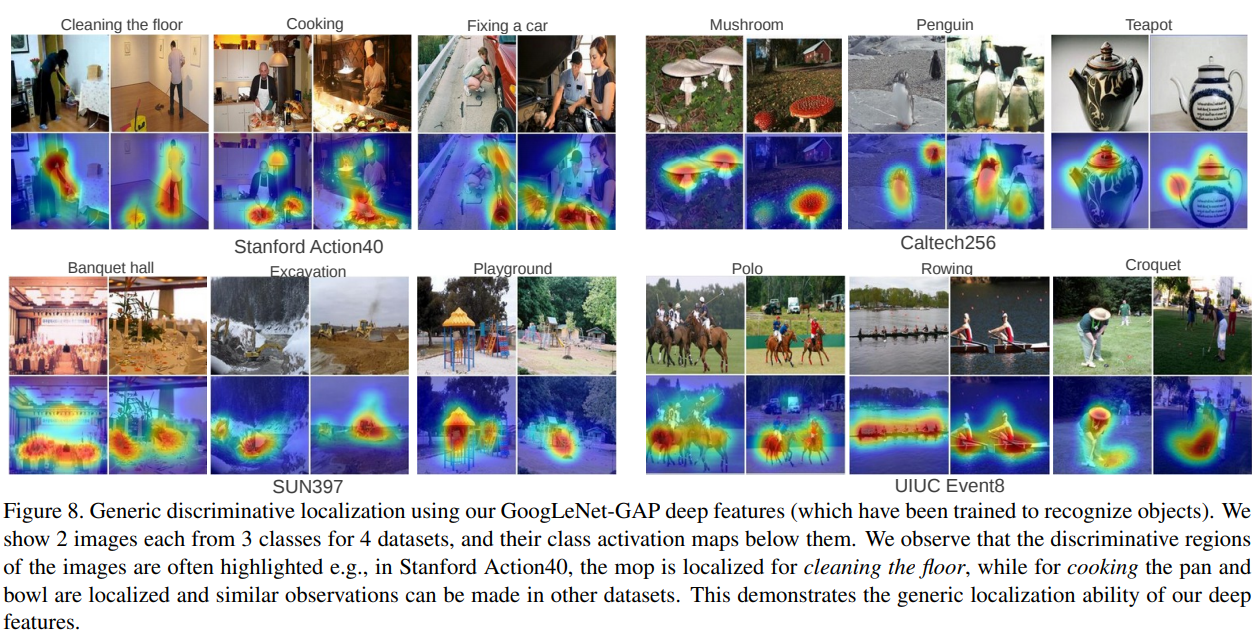 Cleaning the floor Cooking Fixing a car Mushroom Penguin Teapot
Stanford Action40 Caltech256
Banquet hall Excavation Playground Polo Rowing Croquet
SUN397 UIUC Event8
Figure 8. Generic discriminative localization using our GoogLeNet-GAP deep features (which have been trained to recognize objects). We
show 2 images each from 3 classes for 4 datasets, and their class activation maps below them. We observe that the discriminative regions
of the images are often highlighted e.g., in Stanford Action40, the mop is localized for cleaning the floor, while for cooking the pan and
bowl are localized and similar observations can be made in other datasets. This demonstrates the generic localization ability of our deep
features.